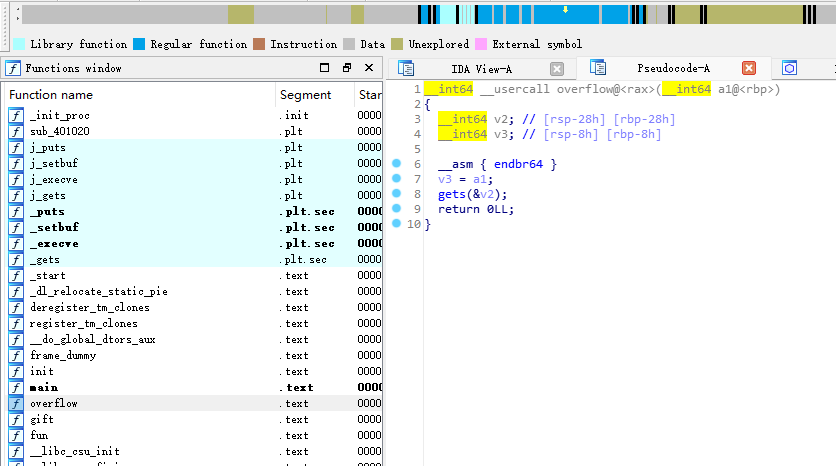 Library function Regular function Instruction Data Unexplored External symbol
Functions window
Function name Segment Star
_init_proc .init 0000
sub_401020 .plt 0000
j_puts .plt 0000
j_setbuf .plt 0000
j_execve .plt 0000
j_gets .plt 0000
_puts .plt.sec 0000
_setbuf .plt.sec 0000
_execve .plt.sec 0000
_gets .plt.sec 0000
_start .text 0000
_dl_relocate_static_pie .text 0000
deregister_tm_clones .text 0000
register_tm_clones .text 0000
__do_global_dtors_aux .text 0000
frame_dummy .text 0000
init .text 0000
main .text 0000
overflow .text 0000
gift .text 0000
fun .text 0000
__libc_csu_init .text 0000
IDA View-A Pseudocode-A
1 __int64 __usercall overflow@<rax>(__int64 a1@<rbp>)
2 {
3 __int64 v2; // [rsp-28h] [rbp-28h]
4 __int64 v3; // [rsp-8h] [rbp-8h]
5
6 __asm { endbr64 }
7 v3 = a1;
8 gets(&v2);
9 return 0LL;
10 }